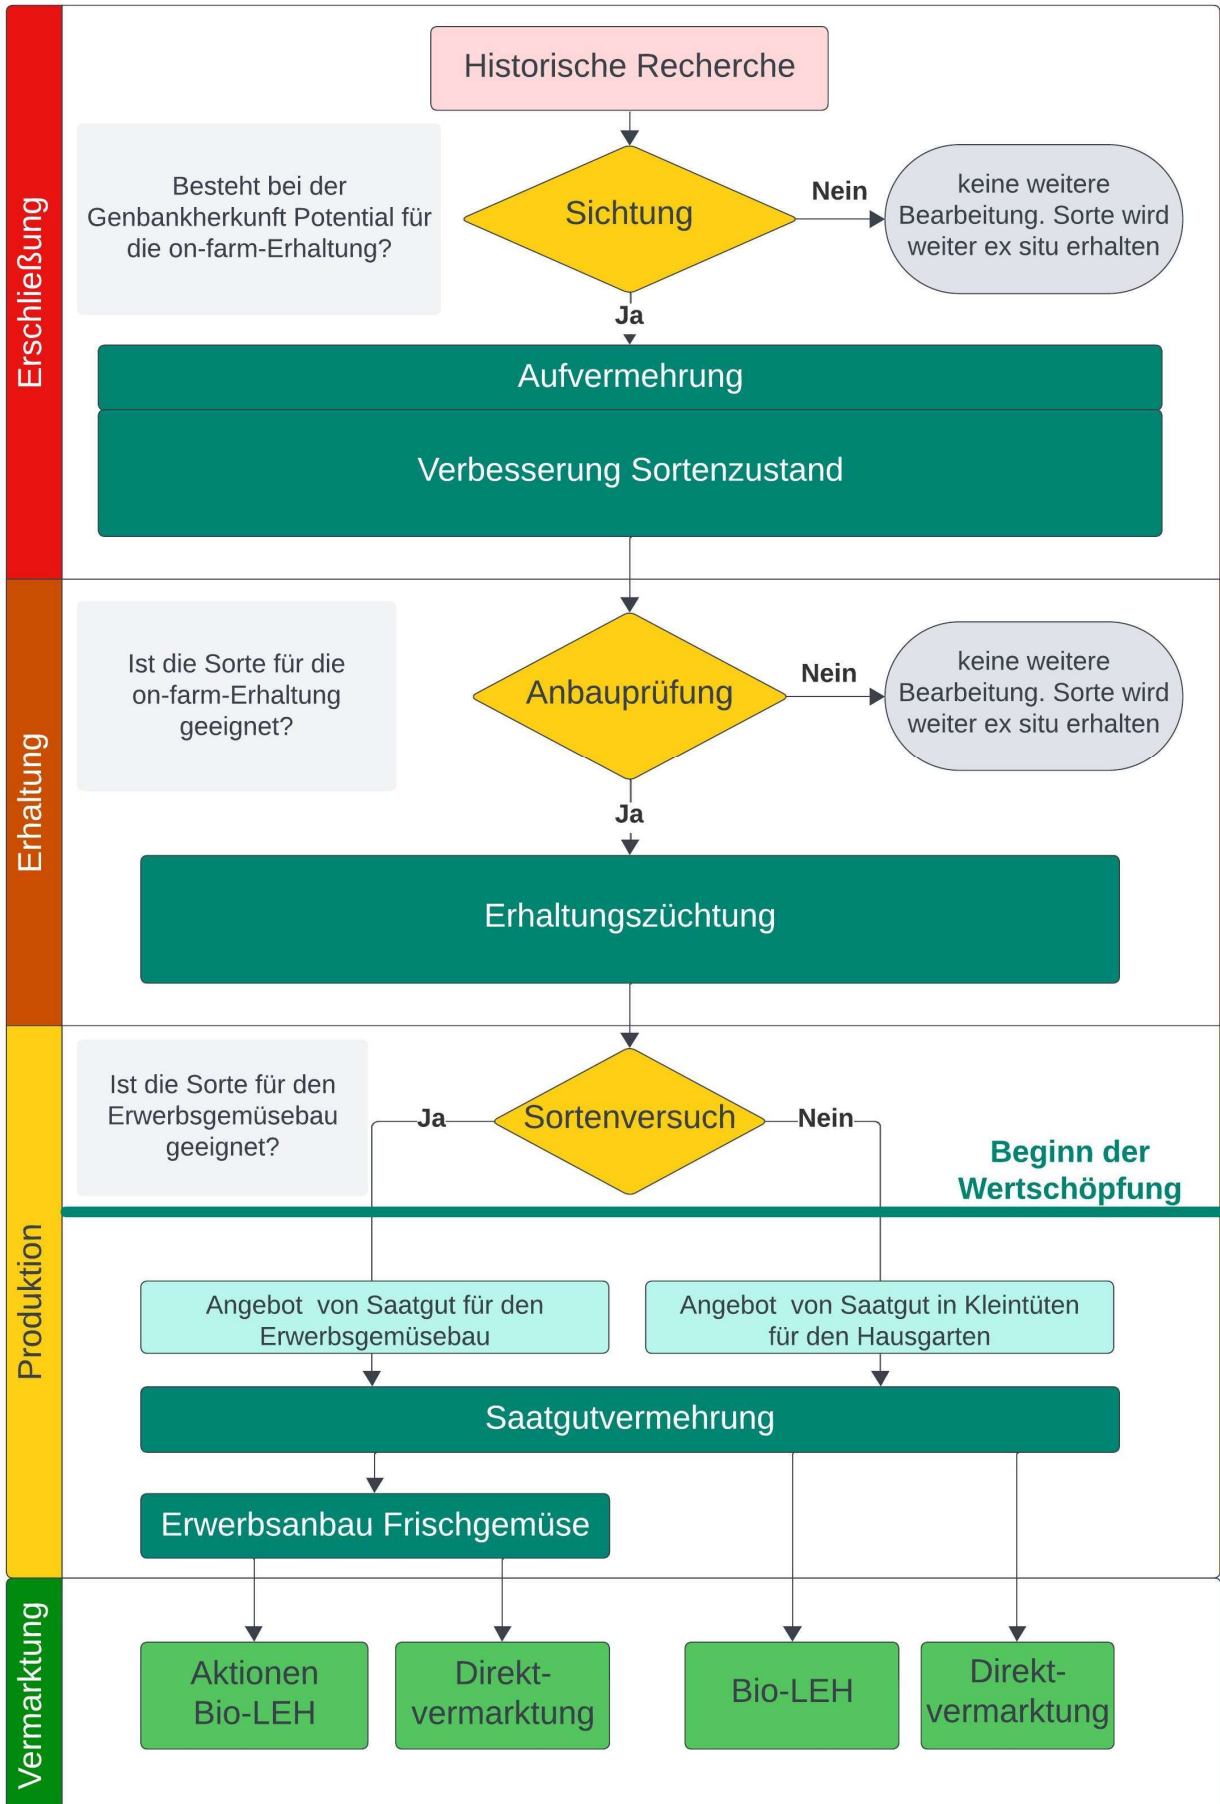 Erschließung
Historische Recherche
Besteht bei der
Genbankherkunft Potential für
die on-farm-Erhaltung?
Sichtung
Nein
keine weitere
Bearbeitung. Sorte wird
weiter ex situ erhalten
Ja
Aufvermehrung
Verbesserung Sortenzustand
Erhaltung
Ist die Sorte für die
on-farm-Erhaltung
geeignet?
Anbauprüfung
Nein
keine weitere
Bearbeitung. Sorte wird
weiter ex situ erhalten
Ja
Erhaltungszüchtung
Produktion
Ist die Sorte für den
Erwerbsgemüsebau
geeignet?
Ja
Sortenversuch
Nein
Beginn der
Wertschöpfung
Angebot  von Saatgut für den
Erwerbsgemüsebau
Angebot  von Saatgut in Kleintüten
für den Hausgarten
Saatgutvermehrung
Erwerbsanbau Frischgemüse
Vermarktung
Aktionen
Bio-LEH
Direkt-
vermarktung
Bio-LEH
Direkt-
vermarktung